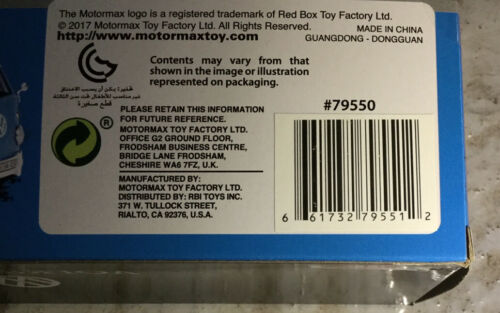 The Motormax logo is a registered trademark of Red Box Toy Factory Ltd.
© 2017 Motormax Toy Factory Ltd. All Rights Reserved.
http://www.motormaxtoy.com
MADE IN CHINA
GUANGDONG - DONGGUAN
Contents may vary from that
shown in the image or illustration
represented on packaging.
قطع صغيرة
PLEASE RETAIN THIS INFORMATION
FOR FUTURE REFERENCE.
MOTORMAX TOY FACTORY LTD.
OFFICE G2 GROUND FLOOR,
FRODSHAM BUSINESS CENTRE,
BRIDGE LANE FRODSHAM,
CHESHIRE WA6 7FZ, U.K.
®
MANUFACTURED BY:
MOTORMAX TOY FACTORY LTD.
DISTRIBUTED BY: RBI TOYS INC.
371 W. TULLOCK STREET,
RIALTO, CA 92376, U.S.A.
#79550
6 61732 79551 2